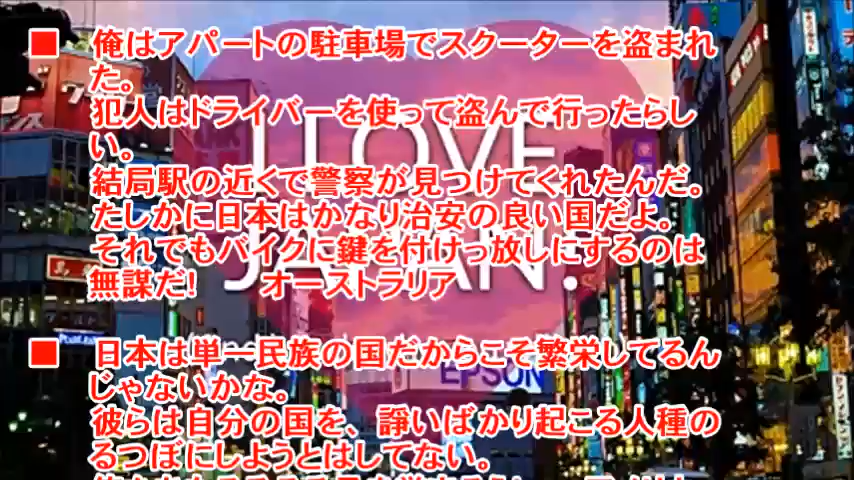 ■ 俺はアパートの駐車場でスクーターを盗まれ
た。
犯人はドライバーを使って盗んで行ったらし
い。
結局駅の近くで警察が見つけてくれたんだ。
たしかに日本はかなり治安の良い国だよ。
それでもバイクに鍵を付けっ放しにするのは
無謀だ! オーストラリア
■ 日本は単一民族の国だからこそ繁栄してるん
じゃないかな。
彼らは自分の国を、諍いばかり起こる人種の
るつぼにしようとはしてない。
I LOVE
JAPAN!
EPSON